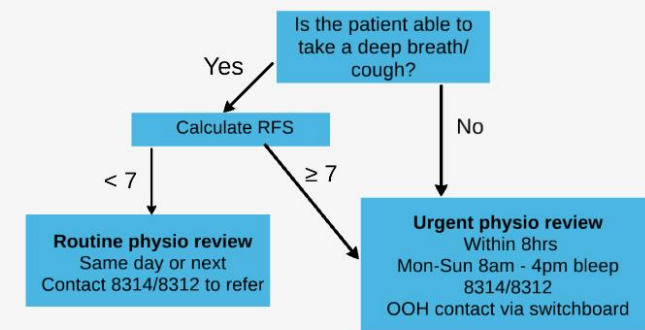 Is the patient able to
take a deep breath/
cough?
Yes
No
Calculate RFS
< 7
≥ 7
Routine physio review
Same day or next
Contact 8314/8312 to refer
Urgent physio review
Within 8hrs
Mon-Sun 8am - 4pm bleep
8314/8312
OOH contact via switchboard